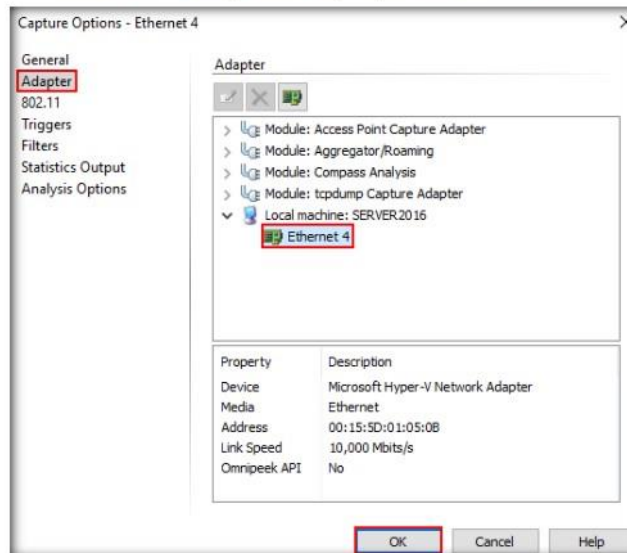 Capture Options - Ethernet 4
General
Adapter
802.11
Triggers
Filters
Statistics Output
Analysis Options
Adapter
Module: Access Point Capture Adapter
Module: Aggregator/Roaming
Module: Compass Analysis
Module: tcpdump Capture Adapter
Local machine: SERVER2016
Ethernet 4
Property Description
Device Microsoft Hyper-V Network Adapter
Media Ethernet
Address 00:15:5D:01:05:0B
Link Speed 10,000 Mbits/s
Omnipeek API No
OK Cancel Help